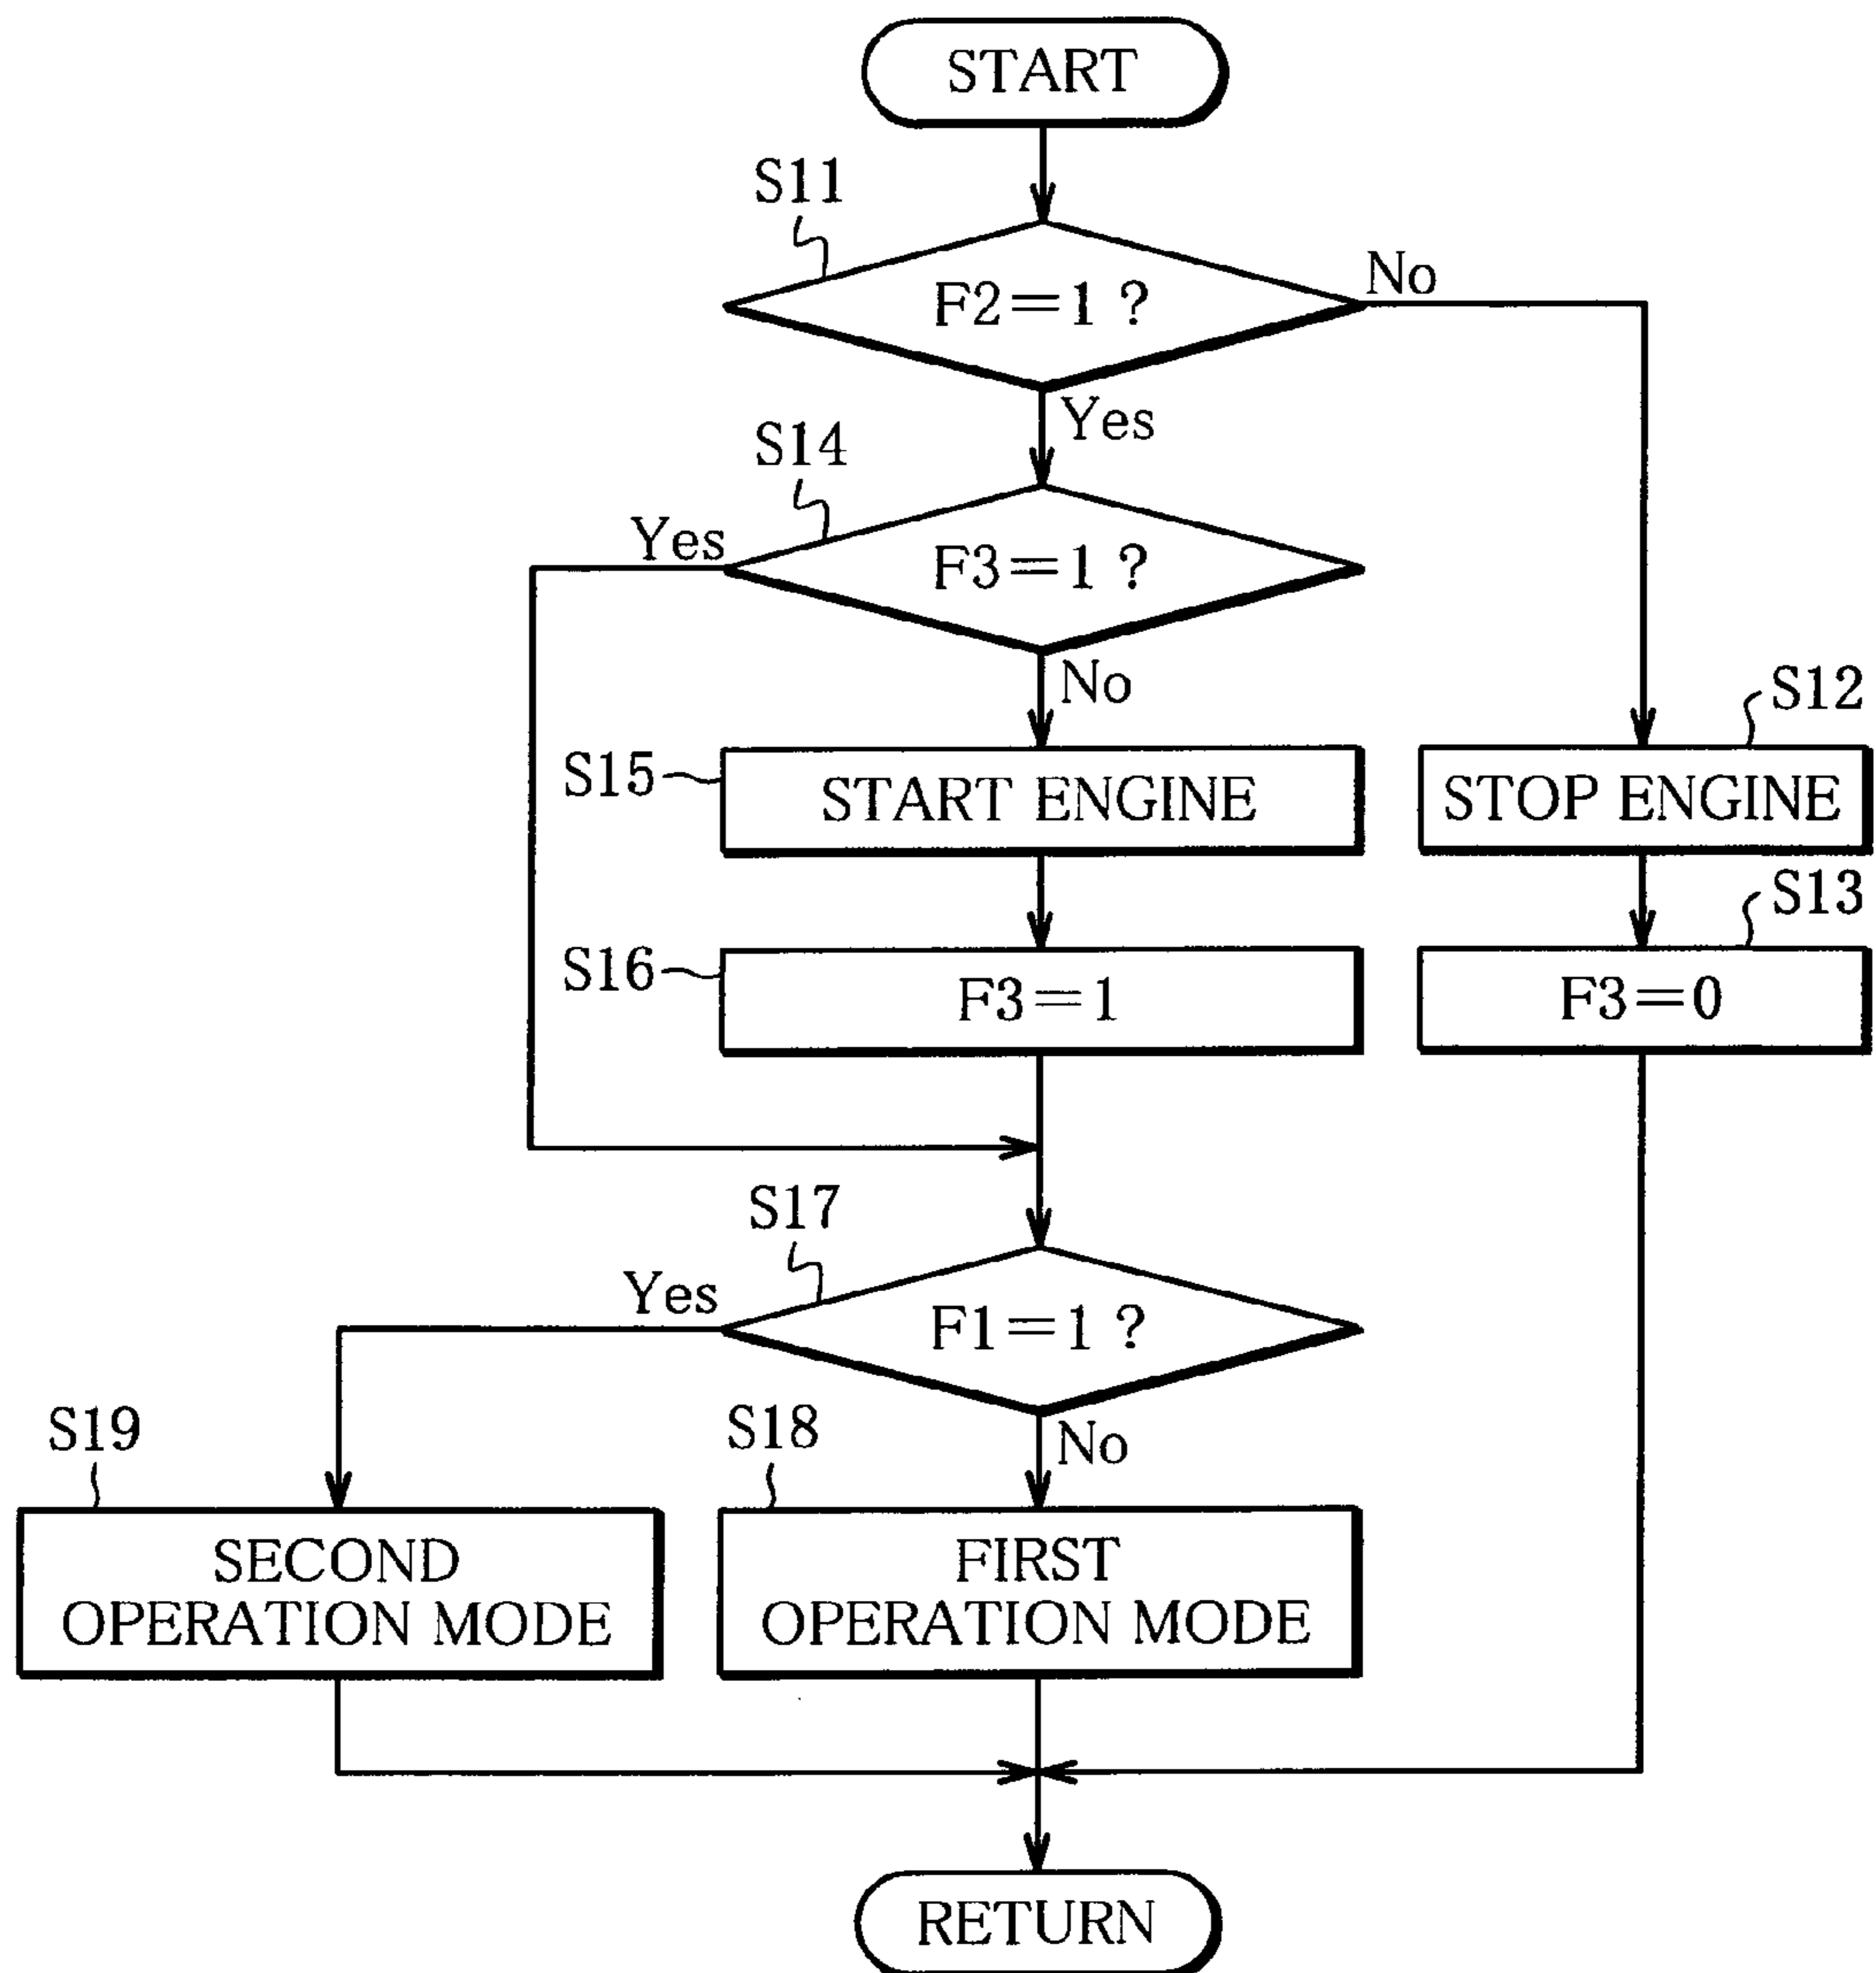 START
S11
F2=1 ?
No
Yes
S14
Yes
F3=1 ?
No
S12
S15
START ENGINE
STOP ENGINE
S13
S16
F3=1
F3=0
S17
Yes
F1=1 ?
No
S19
S18
SECOND
OPERATION MODE
FIRST
OPERATION MODE
RETURN